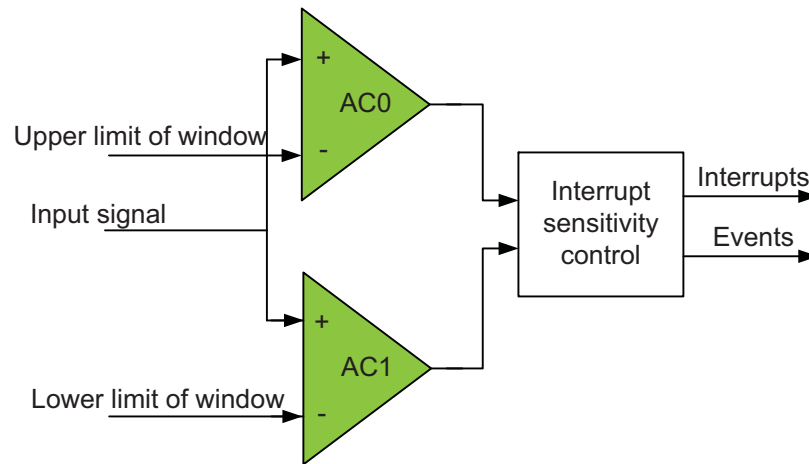 +
AC0
Upper limit of window
-
Input signal
Interrupt
sensitivity
control
Interrupts
Events
+
AC1
Lower limit of window
-